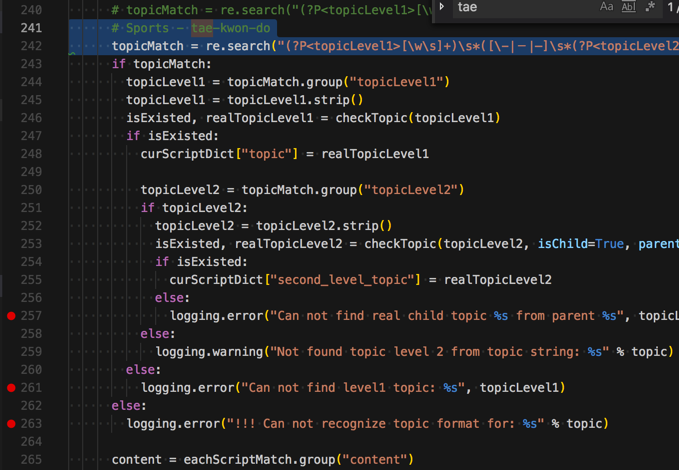 tae
Aa Abl .*
240 # topicMatch = re.search("(?P<topicLevel1>[\
241 # Sports – tae-kwon-do
242 topicMatch = re.search("(?P<topicLevel1>[\w\s]+)\s*([\–|－|—]\s*(?P<topicLevel2
243 if topicMatch:
244 topicLevel1 = topicMatch.group("topicLevel1")
245 topicLevel1 = topicLevel1.strip()
246 isExisted, realTopicLevel1 = checkTopic(topicLevel1)
247 if isExisted:
248 curScriptDict["topic"] = realTopicLevel1
249
250 topicLevel2 = topicMatch.group("topicLevel2")
251 if topicLevel2:
252 topicLevel2 = topicLevel2.strip()
253 isExisted, realTopicLevel2 = checkTopic(topicLevel2, isChild=True, parent
254 if isExisted:
255 curScriptDict["second_level_topic"] = realTopicLevel2
256 else:
257 logging.error("Can not find real child topic %s from parent %s", topicL
258 else:
259 logging.warning("Not found topic level 2 from topic string: %s" % topic)
260 else:
261 logging.error("Can not find level1 topic: %s", topicLevel1)
262 else:
263 logging.error("!!! Can not recognize topic format for: %s" % topic)
264
265 content = eachScriptMatch.group("content")